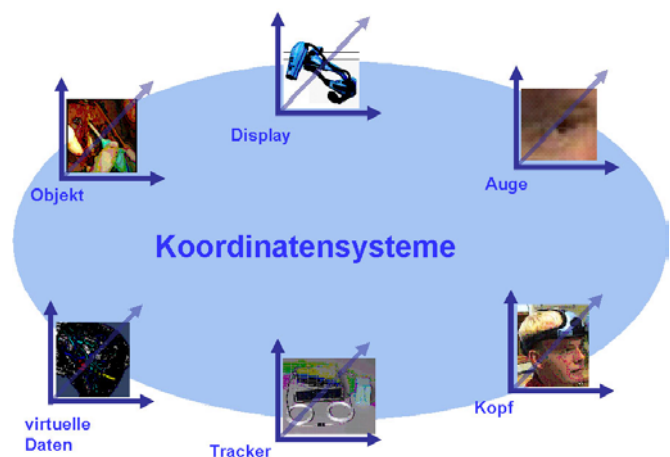 Display
Objekt
Auge
Koordinatensysteme
virtuelle
Daten
Tracker
Kopf